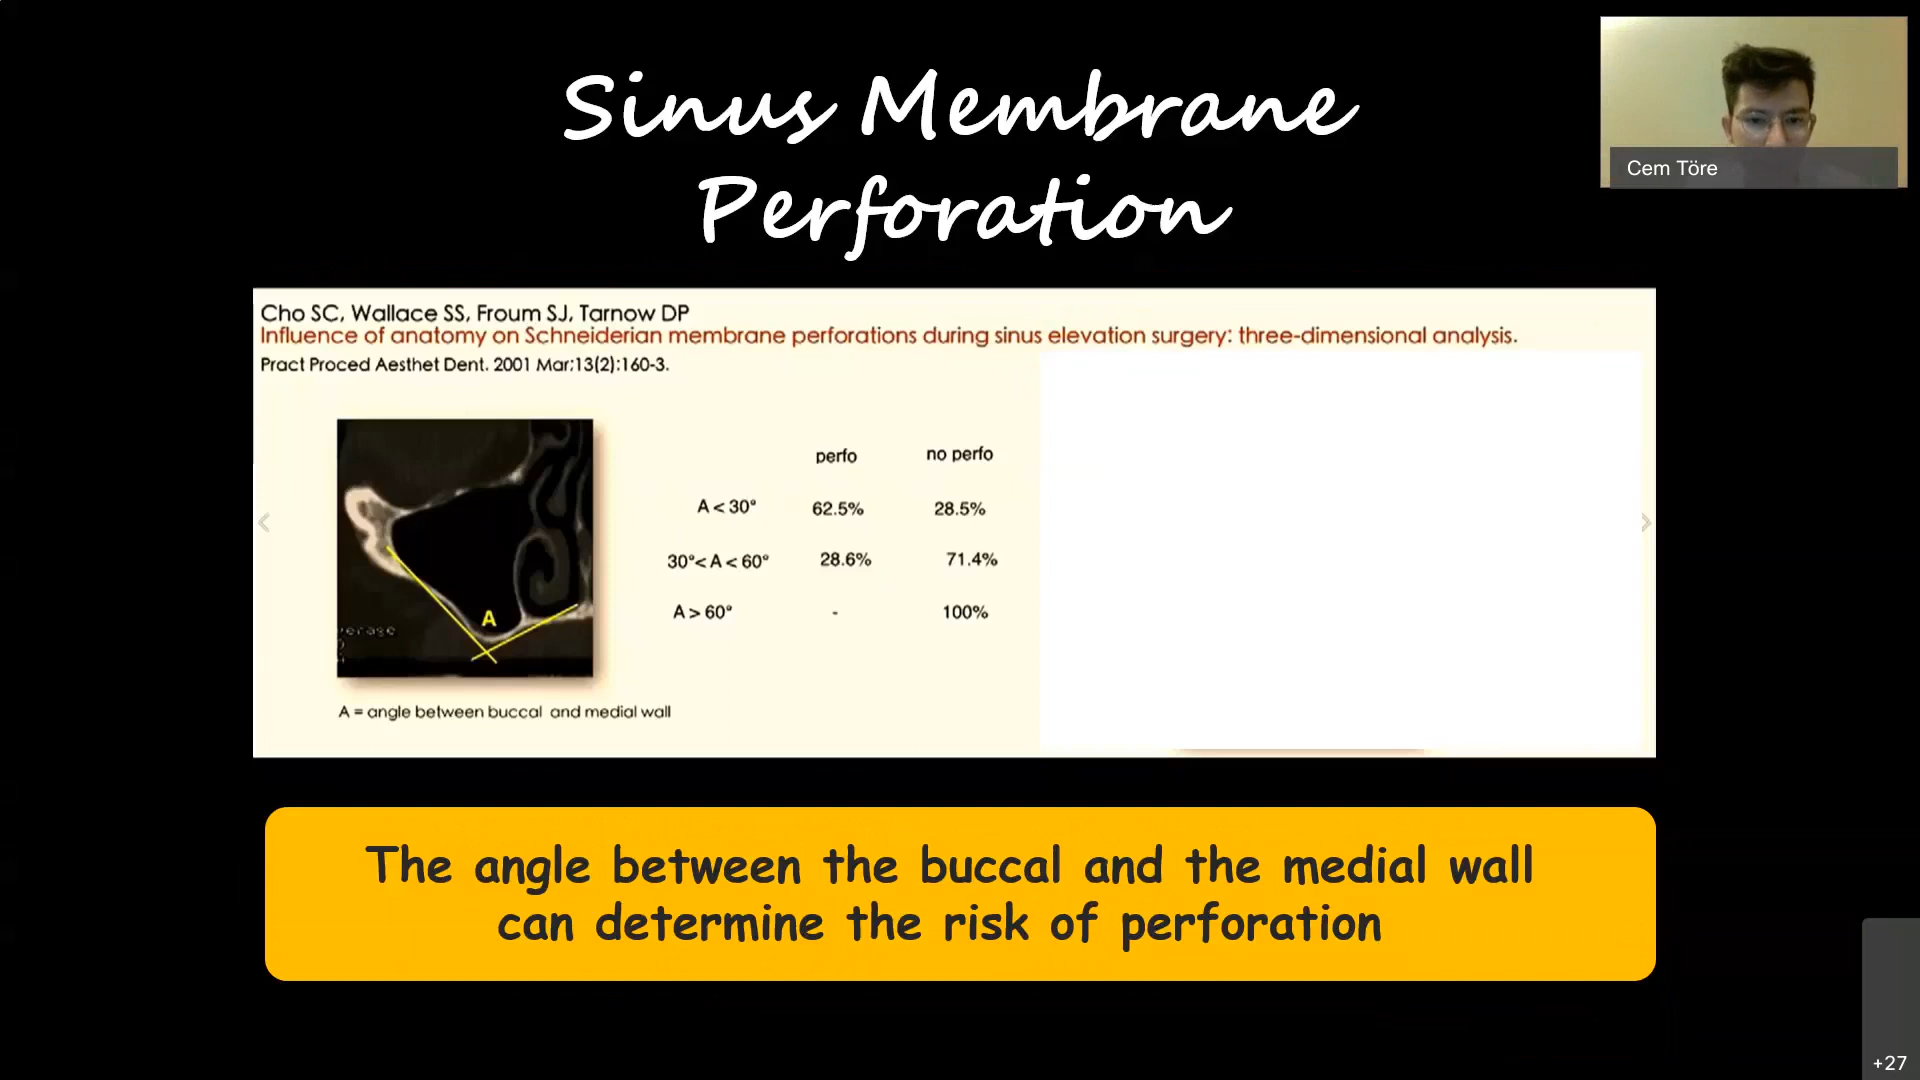 Sinus Membrane
Perforation
Cem Töre
Cho SC, Wallace SS, Froum SJ, Tarnow DP
Influence of anatomy on Schneiderian membrane perforations during sinus elevation surgery: three-dimensional analysis.
Pract Proced Aesthet Dent. 2001 Mar;13(2):160-3.
perfo no perfo
A < 30° 62.5% 28.5%
30°< A < 60° 28.6% 71.4%
A > 60° - 100%
A
erage
A = angle between buccal and medial wall
The angle between the buccal and the medial wall
can determine the risk of perforation
+27